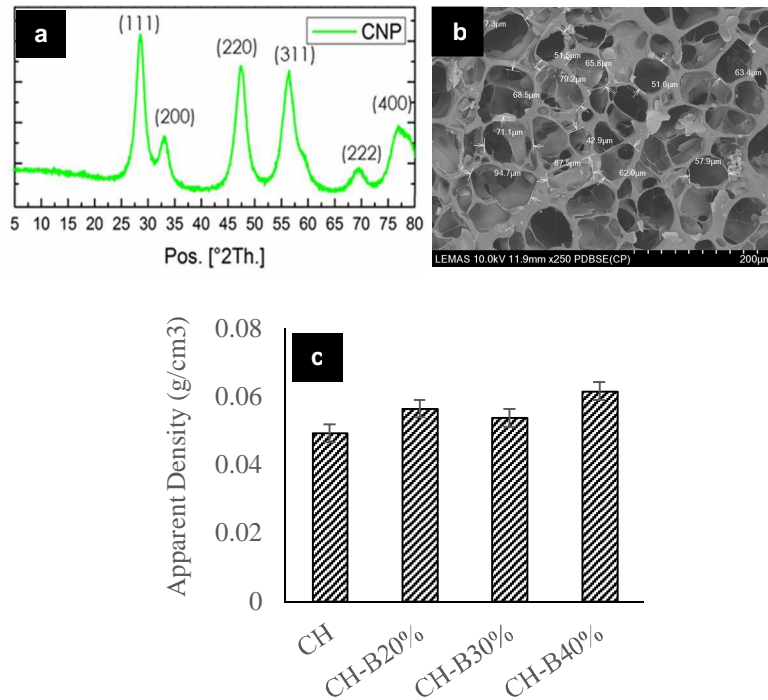 a
(111)
CNP
(220)
(311)
(200)
(400)
(222)
5 10 15 20 25 30 35 40 45 50 55 60 65 70 75 80
Pos. [°2Th.]
b
7.3µm
51.5µm
65.8µm
63.4µm
79.2µm
51.6µm
68.5µm
71.1µm
42.9µm
67.5µm
57.9µm
94.7µm
62.0µm
LEMAS 10.0kV 11.9mm x250 PDBSE(CP)
200µm
c
Apparent Density (g/cm3)
0.08
0.06
0.04
0.02
0
CH
CH-B20%
CH-B30%
CH-B40%